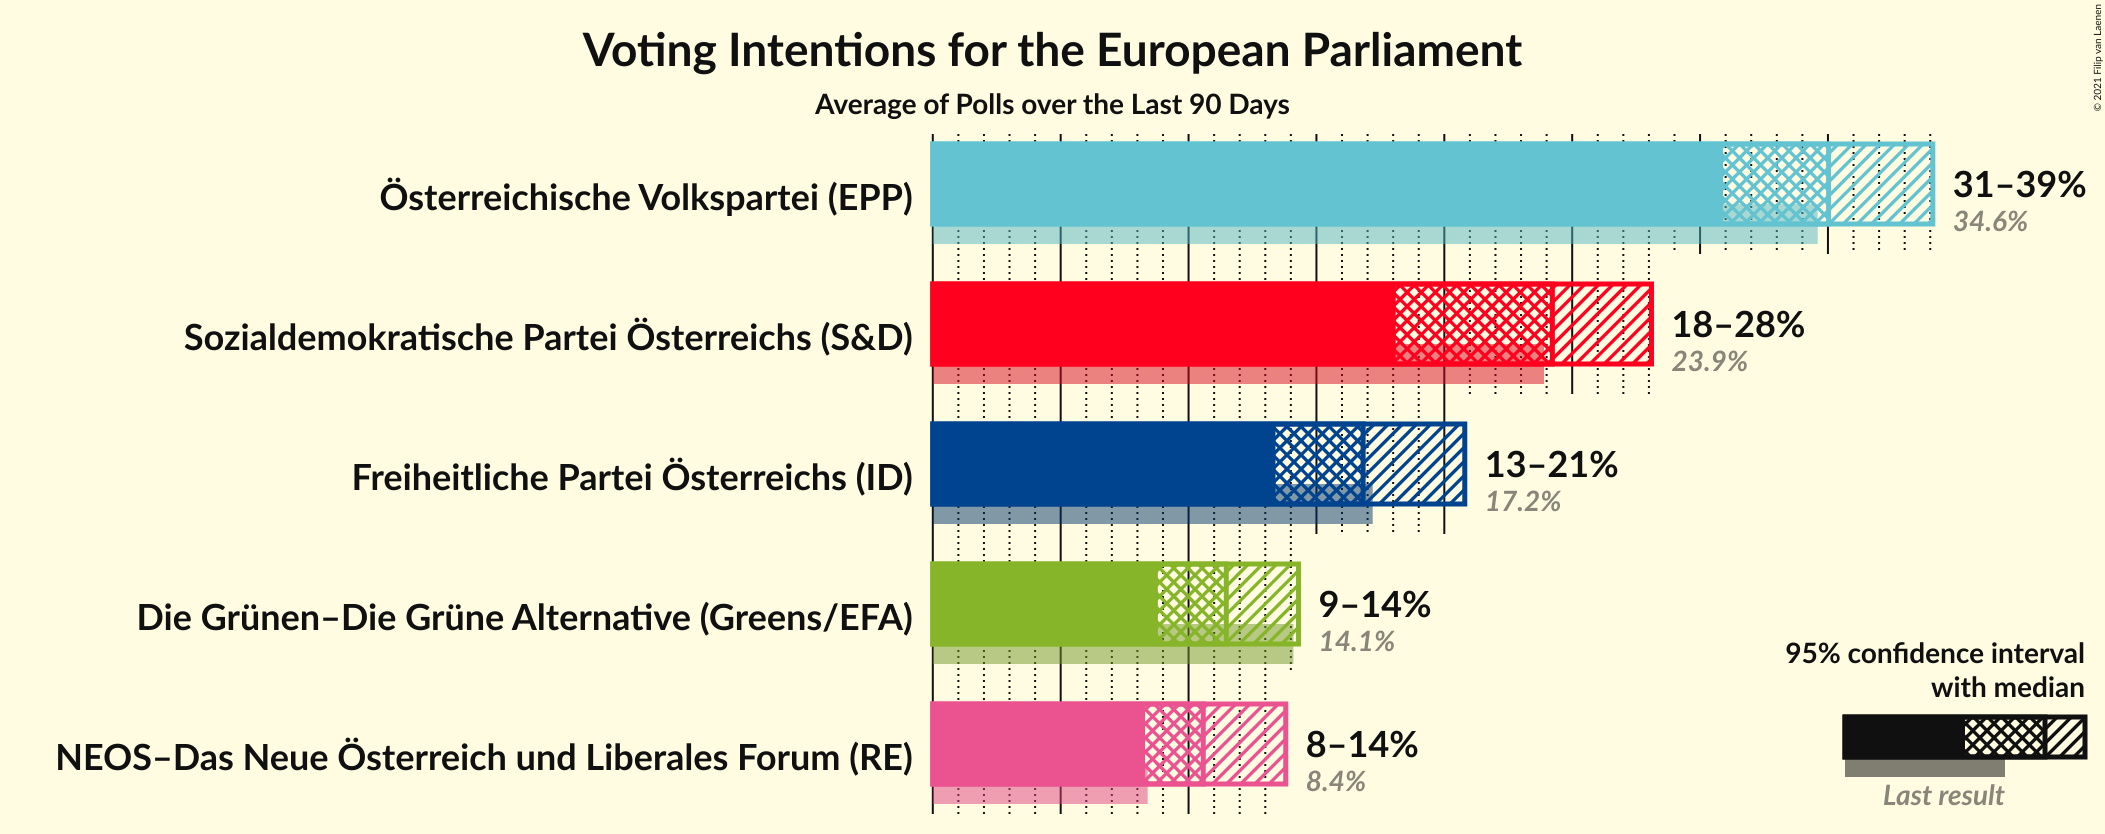 Voting Intentions for the European Parliament
Average of Polls over the Last 90 Days
© 2021 Filip van Laenen
Österreichische Volkspartei (EPP)
31–39%
34.6%
Sozialdemokratische Partei Österreichs (S&D)
18–28%
23.9%
Freiheitliche Partei Österreichs (ID)
13–21%
17.2%
Die Grünen–Die Grüne Alternative (Greens/EFA)
9–14%
14.1%
NEOS–Das Neue Österreich und Liberales Forum (RE)
8–14%
8.4%
95% confidence interval
with median
Last result